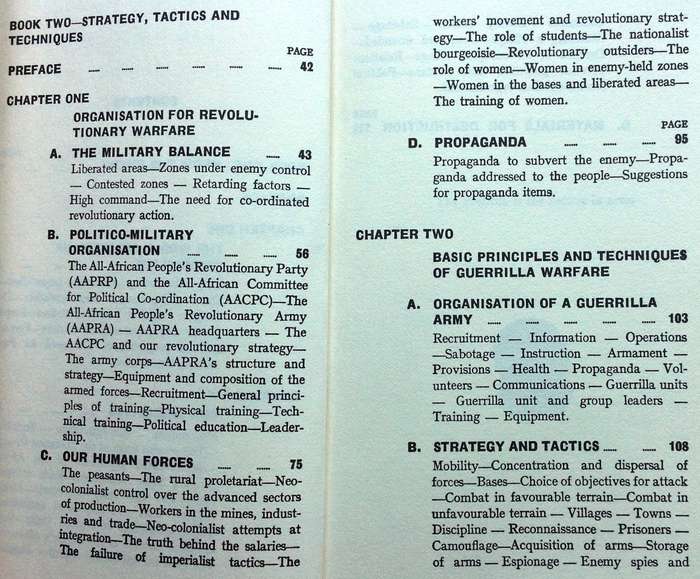 BOOK TWO—STRATEGY, TACTICS AND
TECHNIQUES
PAGE
PREFACE ..... ..... ..... ..... ..... ..... 42
CHAPTER ONE
ORGANISATION FOR REVOLU-
TIONARY WARFARE
A. THE MILITARY BALANCE ..... 43
Liberated areas—Zones under enemy control
— Contested zones — Retarding factors —
High command—The need for co-ordinated
revolutionary action.
B. POLITICO-MILITARY
ORGANISATION ..... ..... ..... 56
The All-African People's Revolutionary Party
(AAPRP) and the All-African Committee
for Political Co-ordination (AACPC)—The
All-African People's Revolutionary Army
(AAPRA) — AAPRA headquarters — The
AACPC and our revolutionary strategy—
The army corps—AAPRA's structure and
strategy—Equipment and composition of the
armed forces—Recruitment—General princi-
ples of training—Physical training—Tech-
nical training—Political education—Leader-
ship.
C. OUR HUMAN FORCES ..... ..... 75
The peasants—The rural proletariat—Neo-
colonialist control over the advanced sectors
of production—Workers in the mines, indust-
ries and trade—Neo-colonialist attempts at
integration—The truth behind the salaries—
The failure of imperialist tactics—The
workers' movement and revolutionary strat-
egy—The role of students—The nationalist
bourgeoisie—Revolutionary outsiders—The
role of women—Women in enemy-held zones
—Women in the bases and liberated areas—
The training of women.
PAGE
D. PROPAGANDA ..... ..... ..... 95
Propaganda to subvert the enemy—Propa-
ganda addressed to the people—Suggestions
for propaganda items.
CHAPTER TWO
BASIC PRINCIPLES AND TECHNIQUES
OF GUERRILLA WARFARE
A. ORGANISATION OF A GUERRILLA
ARMY ..... ..... ..... ..... ..... 103
Recruitment — Information — Operations
—Sabotage — Instruction — Armament —
Provisions — Health — Propaganda — Vol-
unteers — Communications — Guerrilla units
— Guerrilla unit and group leaders —
Training — Equipment.
B. STRATEGY AND TACTICS ..... ..... 108
Mobility—Concentration and dispersal of
forces—Bases—Choice of objectives for attack
—Combat in favourable terrain—Combat in
unfavourable terrain — Villages — Towns —
Discipline — Reconnaissance — Prisoners —
Camouflage—Acquisition of arms—Storage
of arms — Espionage — Enemy spies and